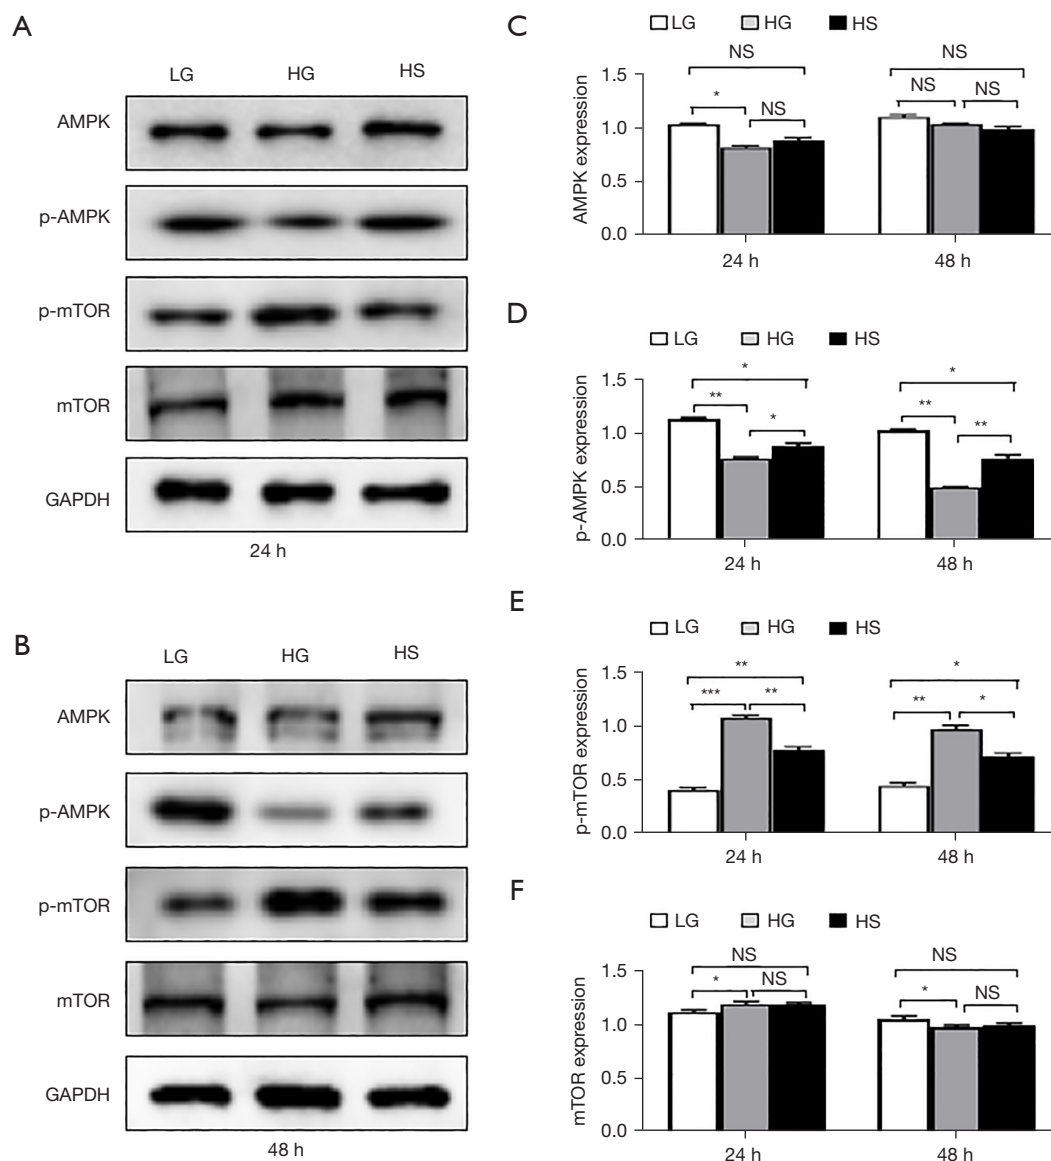 A
LG HG HS
AMPK
p-AMPK
p-mTOR
mTOR
GAPDH
24 h
B
LG HG HS
AMPK
p-AMPK
p-mTOR
mTOR
GAPDH
48 h
C
LG HG HS
NS NS
* NS NS NS
1.5
1.0
0.5
0.0
AMPK expression
24 h 48 h
D
LG HG HS
* *
** * ** **
1.5
1.0
0.5
0.0
p-AMPK expression
24 h 48 h
E
LG HG HS
** *
*** ** ** *
1.5
1.0
0.5
0.0
p-mTOR expression
24 h 48 h
F
LG HG HS
NS NS
* NS * NS
1.5
1.0
0.5
0.0
mTOR expression
24 h 48 h